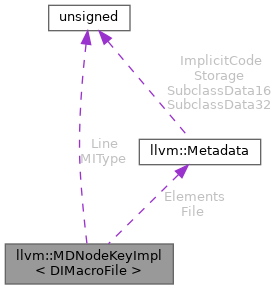 unsigned
ImplicitCode
Storage
SubclassData16
SubclassData32
Line
MIType
llvm::Metadata
Elements
File
llvm::MDNodeKeyImpl
< DIMacroFile >